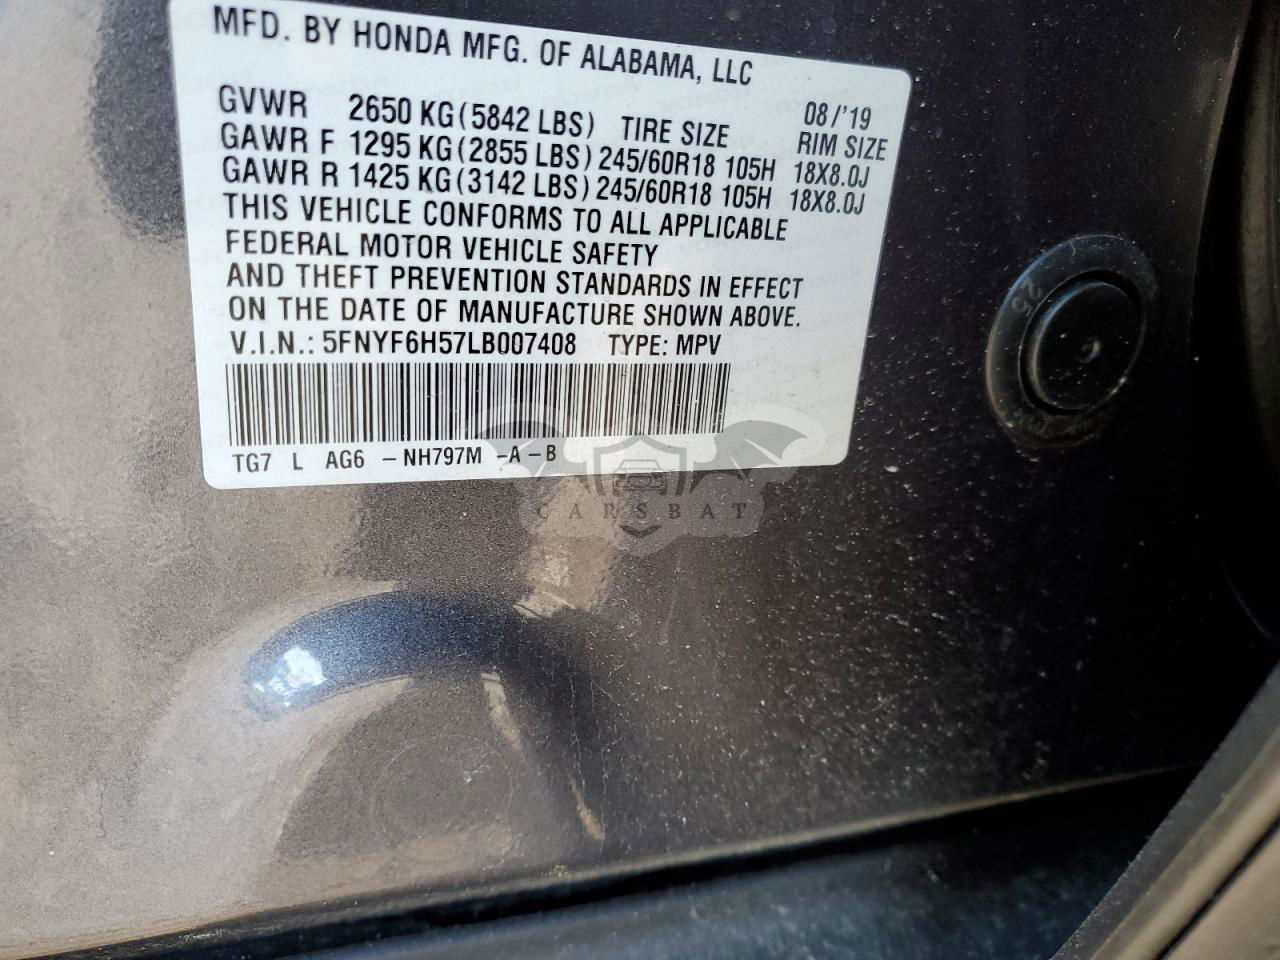 MFD. BY HONDA MFG. OF ALABAMA, LLC
08/'19
GVWR 2650 KG(5842 LBS) TIRE SIZE RIM SIZE
GAWR F 1295 KG(2855 LBS) 245/60R18 105H 18X8.0J
GAWR R 1425 KG(3142 LBS) 245/60R18 105H 18X8.0J
THIS VEHICLE CONFORMS TO ALL APPLICABLE
FEDERAL MOTOR VEHICLE SAFETY
AND THEFT PREVENTION STANDARDS IN EFFECT
ON THE DATE OF MANUFACTURE SHOWN ABOVE.
V.I.N.: 5FNYF6H57LB007408 TYPE: MPV
TG7 L AG6 -NH797M -A-B
CARSBAT
25